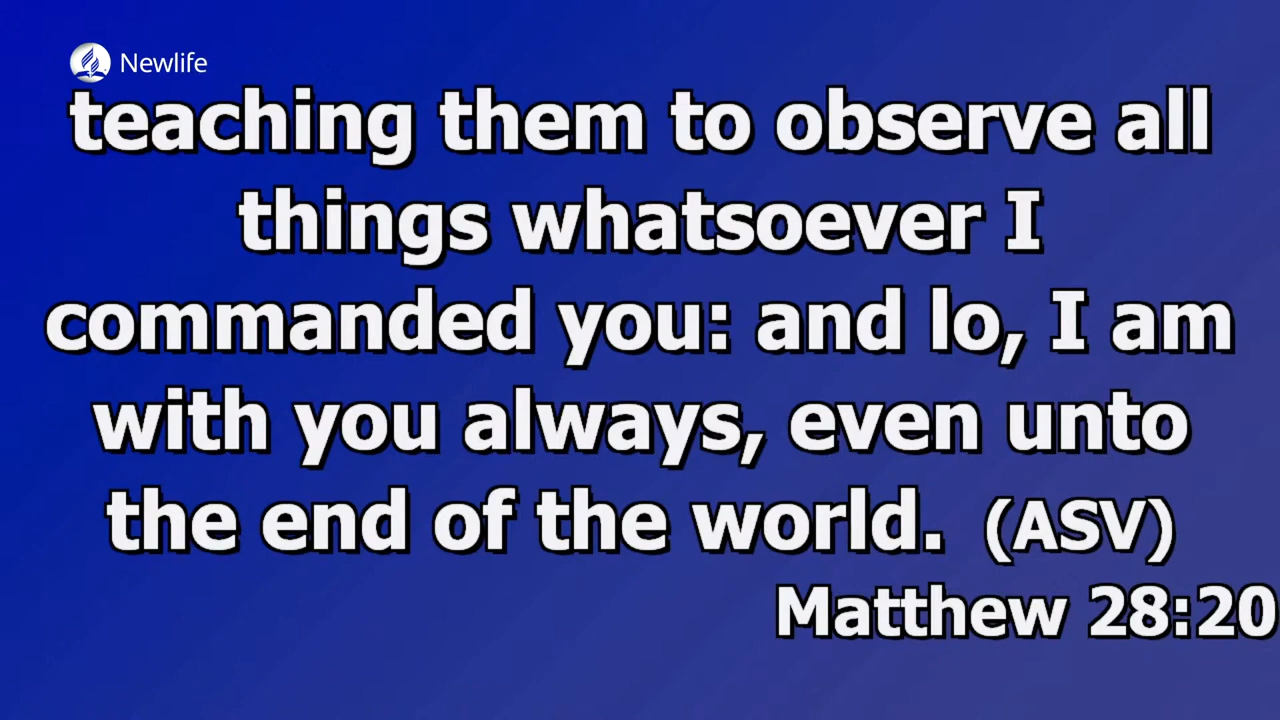 Newlife
teaching them to observe all
things whatsoever I
commanded you: and lo, I am
with you always, even unto
the end of the world. (ASV)
Matthew 28:20